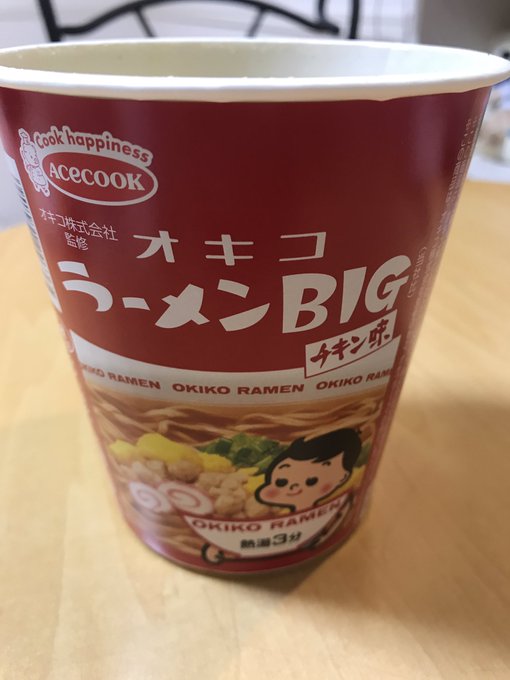 Cook happiness
ACECOOK
オキコ株式会社
監修
オキコ
ラーメンBIG
チキン味
OKIKO RAMEN OKIKO RAMEN OKIKO RAMEN
OKIKO RAMEN
熱湯3分